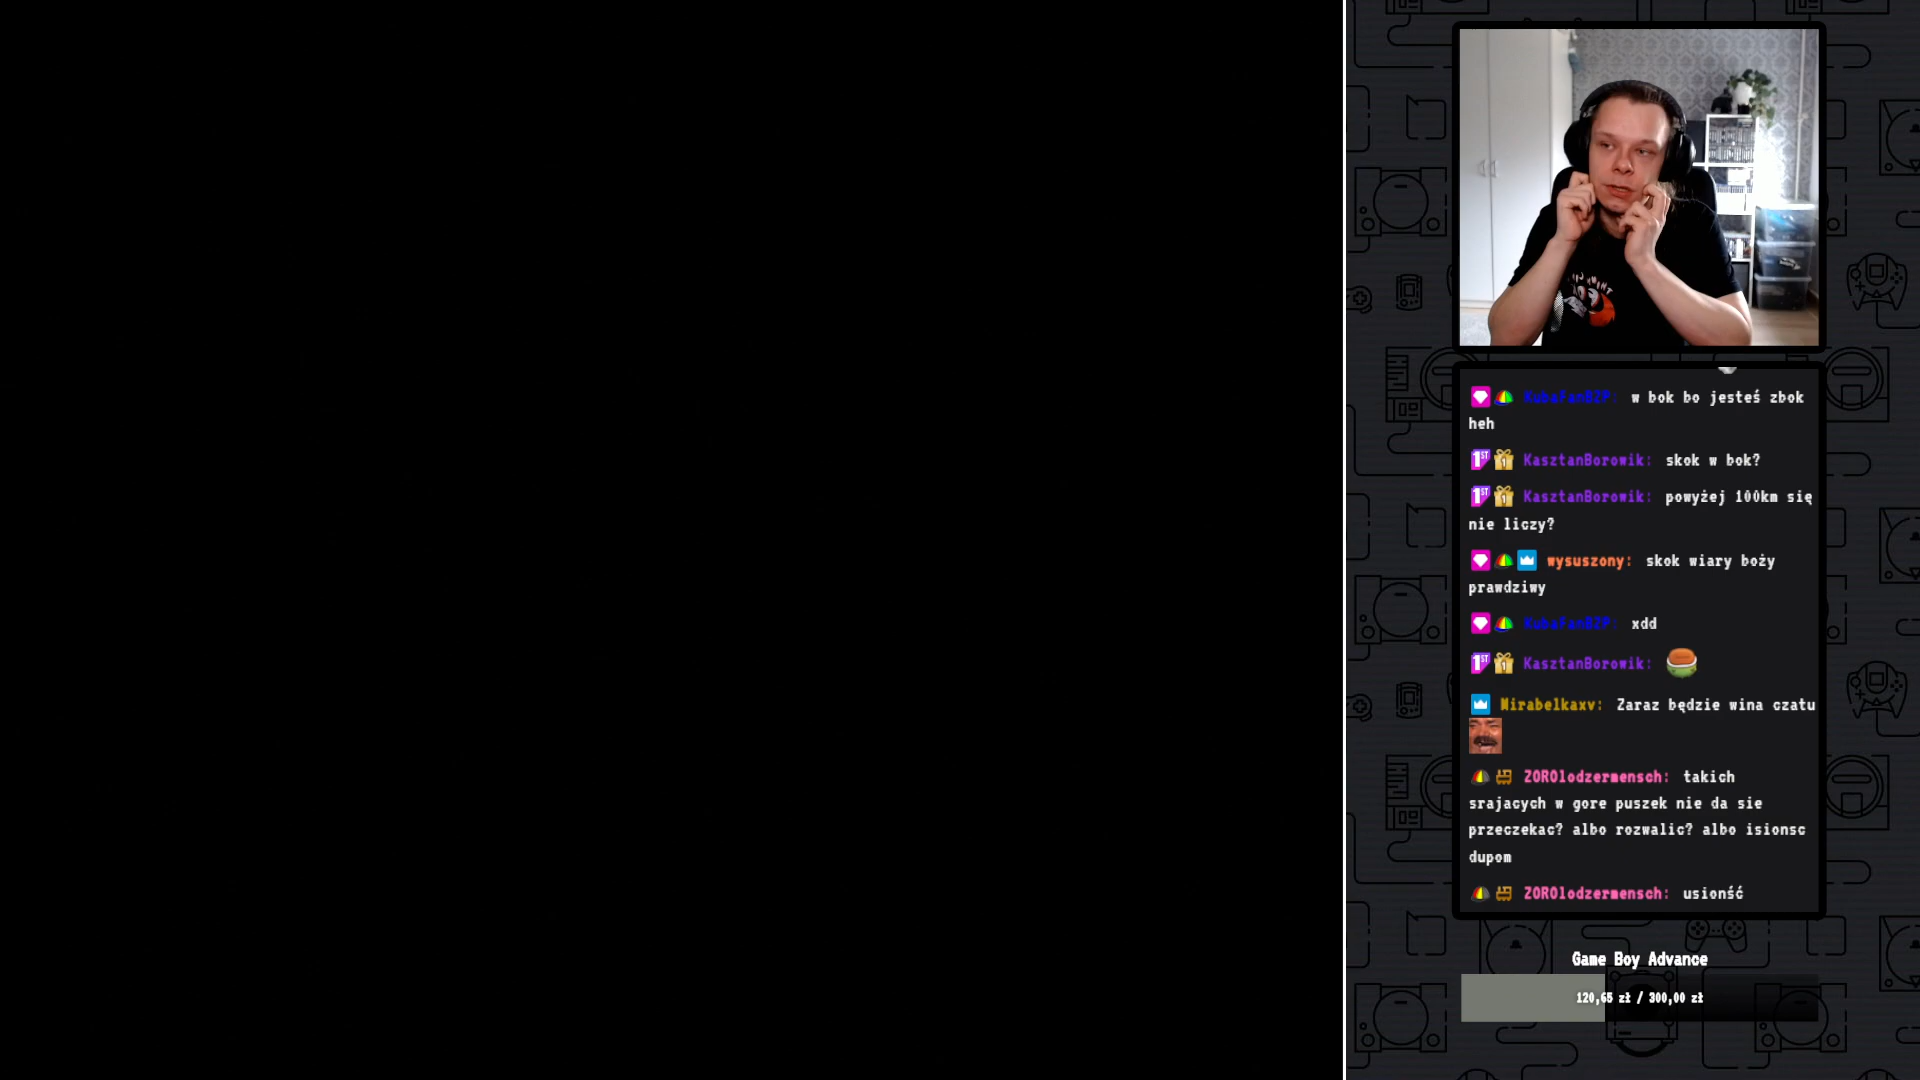 KubaFanBZP: w bok bo jesteś zbok
heh
KasztanBorowik: skok w bok?
KasztanBorowik: powyżej 100km się
nie liczy?
wysuszony: skok wiary boży
prawdziwy
KubaFanBZP: xdd
KasztanBorowik:
Mirabelkaxv: Zaraz będzie wina czatu
ZOROlodzermensch: takich
srajacych w gore puszek nie da sie
przeczekac? albo rozwalic? albo isionsc
dupom
ZOROlodzermensch: usionść
Game Boy Advance
120,65 zł / 300,00 zł